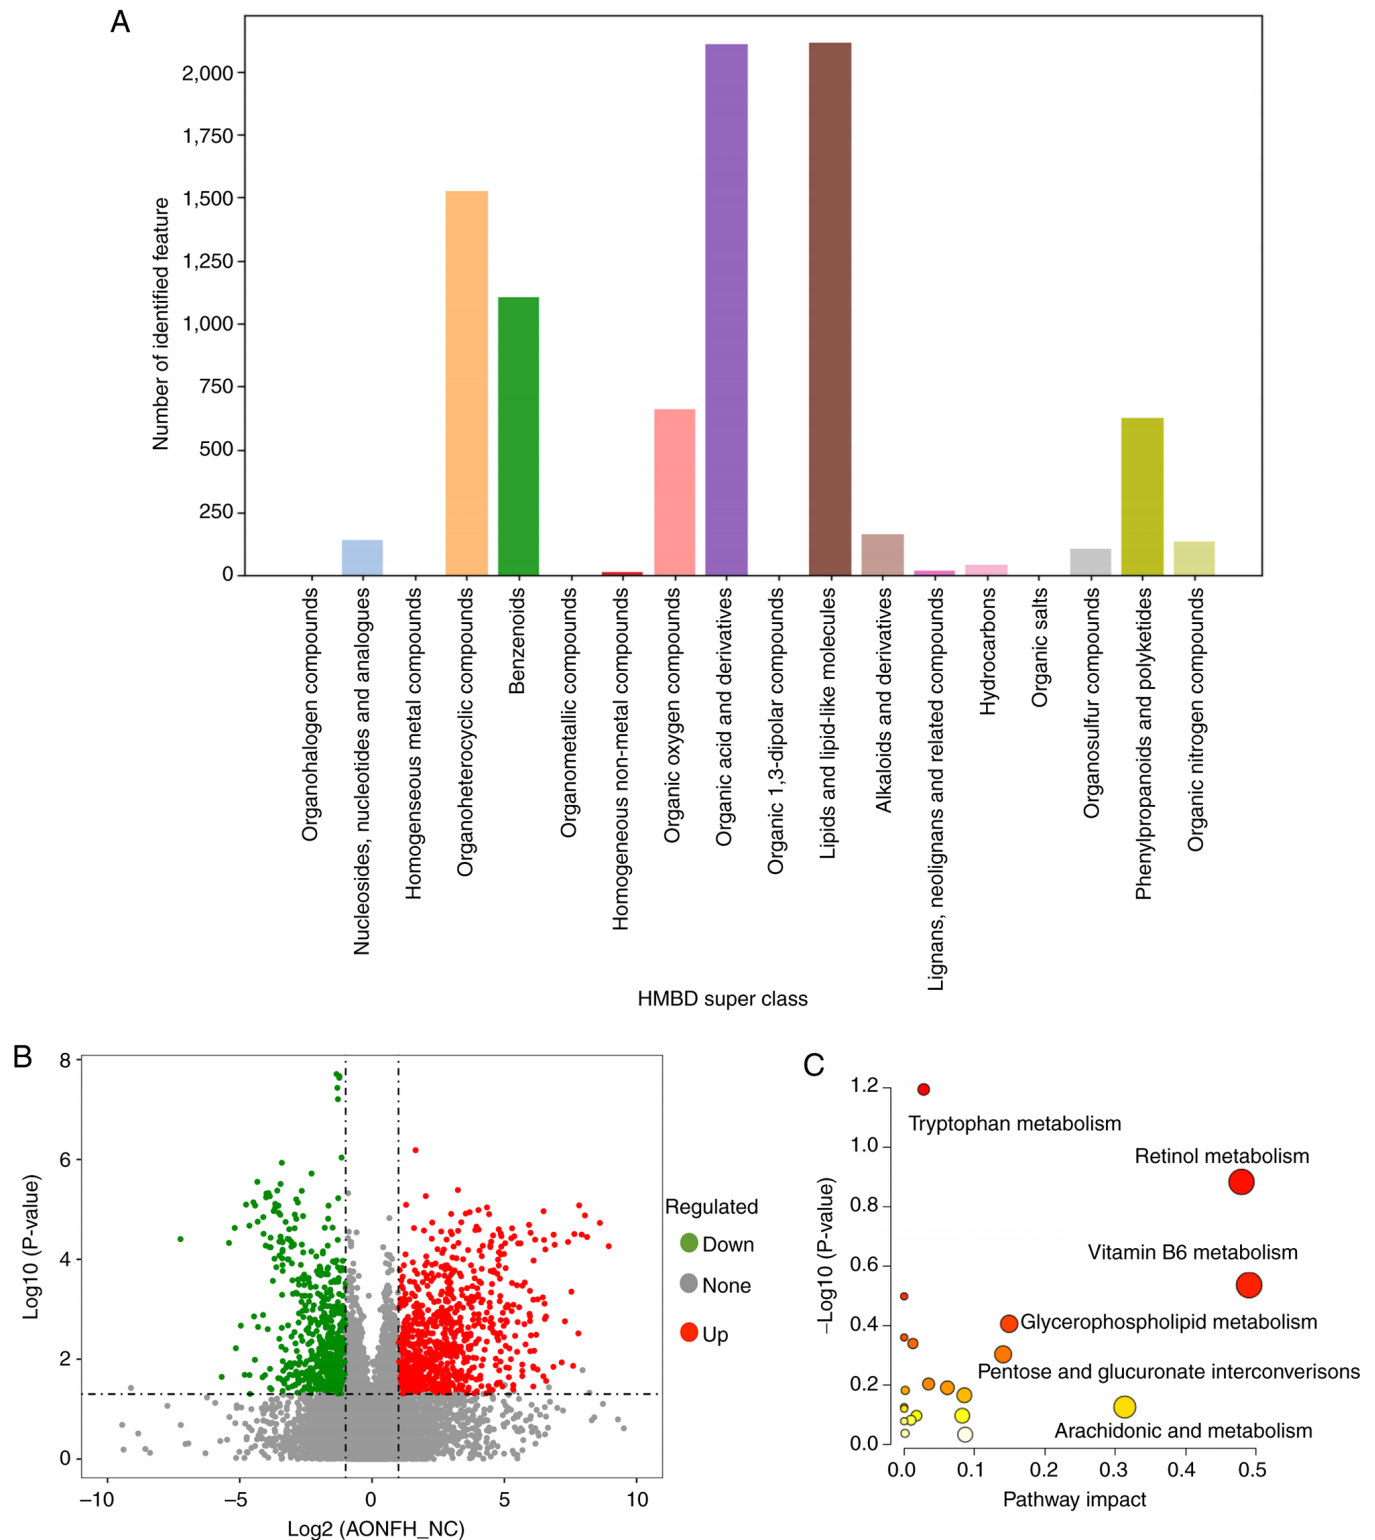 A
Number of identified feature
2,000
1,750
1,500
1,250
1,000
750
500
250
0
Organohalogen compounds
Nucleosides, nucleotides and analogues
Homogenseous metal compounds
Organoheterocyclic compounds
Benzenoids
Organometallic compounds
Homogeneous non-metal compounds
Organic oxygen compounds
Organic acid and derivatives
Organic 1,3-dipolar compounds
Lipids and lipid-like molecules
Alkaloids and derivatives
Lignans, neolignans and related compounds
Hydrocarbons
Organic salts
Organosulfur compounds
Phenylpropanoids and polyketides
Organic nitrogen compounds
HMBD super class
B
Log10 (P-value)
8
6
4
2
0
−10
−5
0
5
10
Log2 (AONFH_NC)
Regulated
Down
None
Up
C
−Log10 (P-value)
1.2
1.0
0.8
0.6
0.4
0.2
0.0
Tryptophan metabolism
Retinol metabolism
Vitamin B6 metabolism
Glycerophospholipid metabolism
Pentose and glucuronate interconverisons
Arachidonic and metabolism
0.0
0.1
0.2
0.3
0.4
0.5
Pathway impact